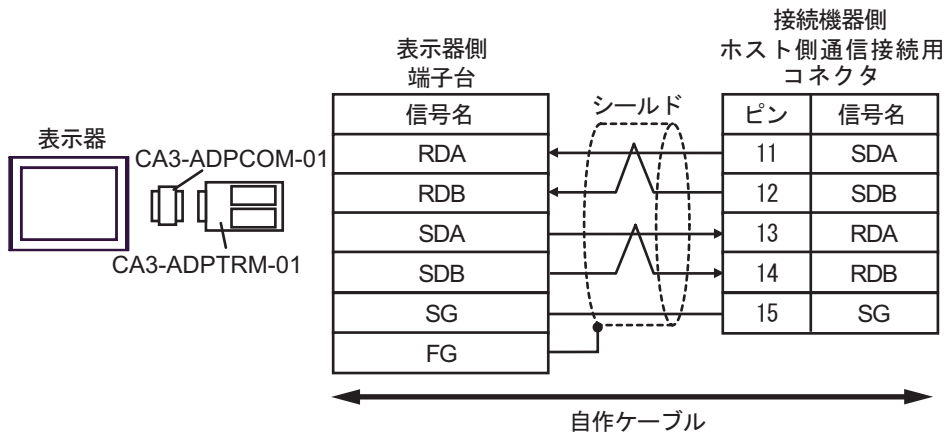 接続機器側
ホスト側通信接続用
コネクタ
表示器側
端子台
信号名
シールド
ピン 信号名
表示器
CA3-ADPCOM-01
CA3-ADPTRM-01
RDA 11 SDA
RDB 12 SDB
SDA 13 RDA
SDB 14 RDB
SG 15 SG
FG
自作ケーブル